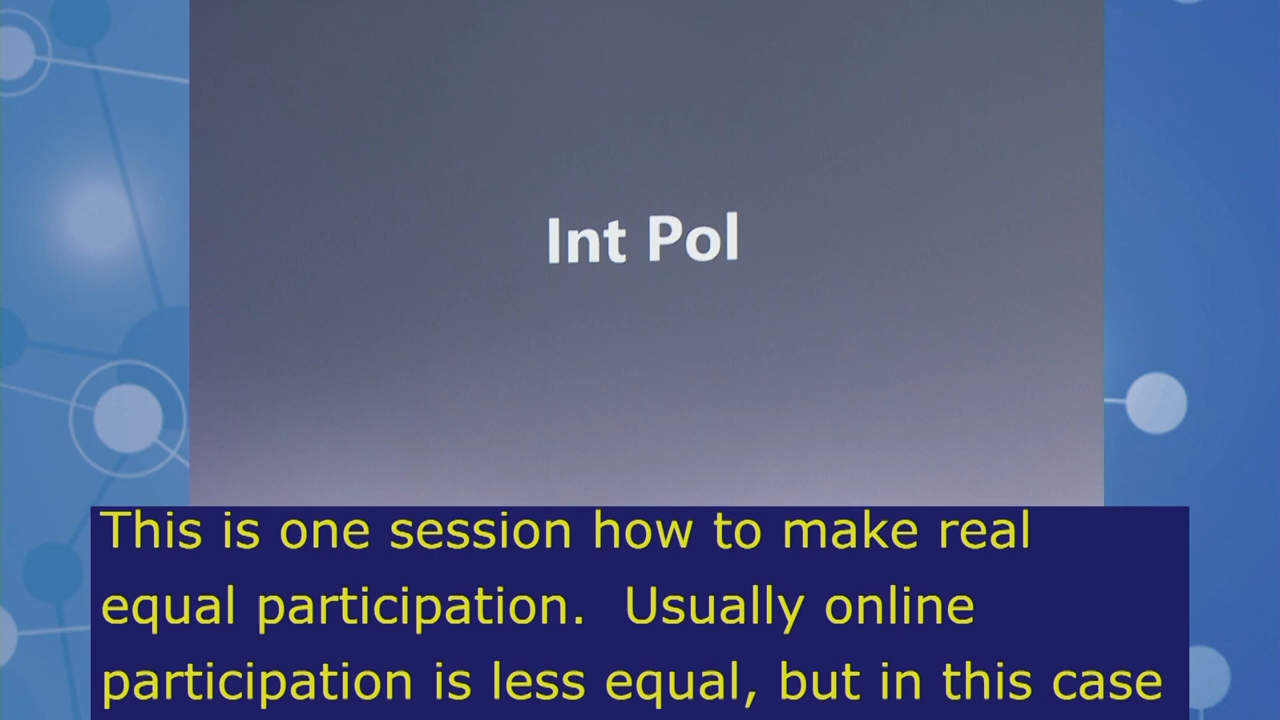 Int Pol
This is one session how to make real
equal participation.  Usually online
participation is less equal, but in this case